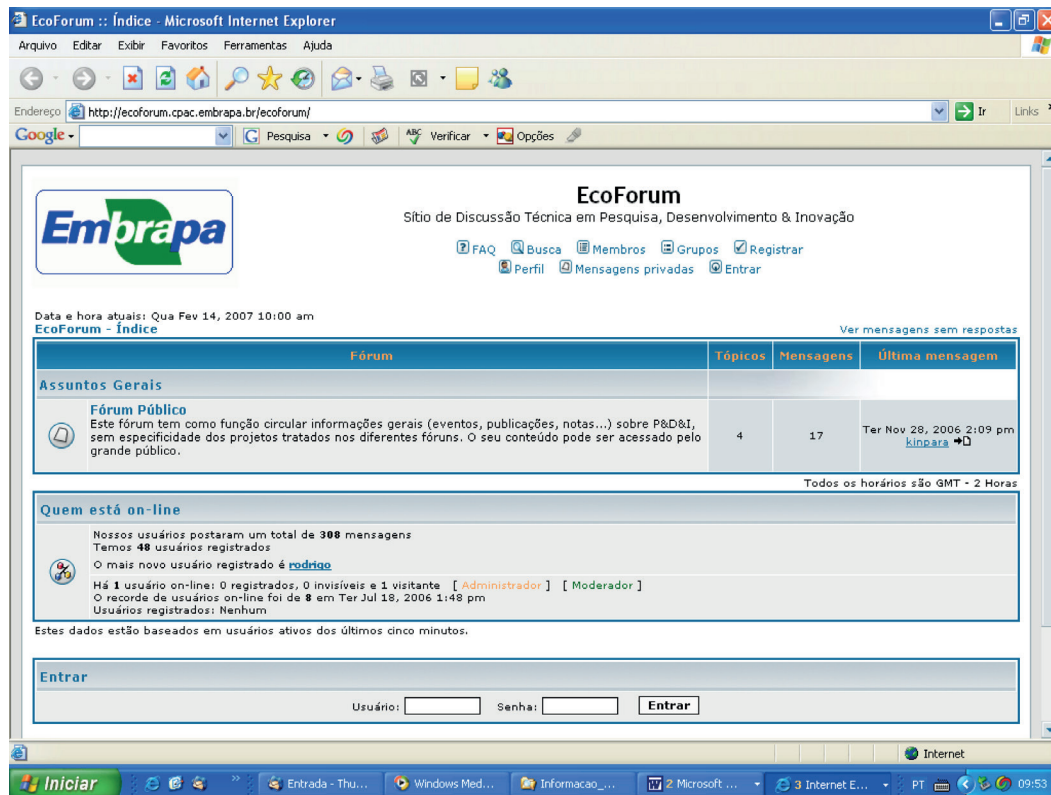 EcoForum :: Índice - Microsoft Internet Explorer
Arquivo Editar Exibir Favoritos Ferramentas Ajuda
Endereço http://ecoforum.cpac.embrapa.br/ecoforum/ Ir Links
Google Pesquisa ABC Verificar Opções
Embrapa
EcoForum
Sítio de Discussão Técnica em Pesquisa, Desenvolvimento & Inovação
FAQ Busca Membros Grupos Registrar
Perfil Mensagens privadas Entrar
Data e hora atuais: Qua Fev 14, 2007 10:00 am
EcoForum - Índice Ver mensagens sem respostas
Fórum Tópicos Mensagens Última mensagem
Assuntos Gerais
Fórum Público
Este fórum tem como função circular informações gerais (eventos, publicações, notas...) sobre P&D&I,
sem especificidade dos projetos tratados nos diferentes fóruns. O seu conteúdo pode ser acessado pelo
grande público.
4 17 Ter Nov 28, 2006 2:09 pm
kinpara
Todos os horários são GMT - 2 Horas
Quem está on-line
Nossos usuários postaram um total de 308 mensagens
Temos 48 usuários registrados
O mais novo usuário registrado é rodrigo
Há 1 usuário on-line: 0 registrados, 0 invisíveis e 1 visitante [ Administrador ] [ Moderador ]
O recorde de usuários on-line foi de 8 em Ter Jul 18, 2006 1:48 pm
Usuários registrados: Nenhum
Estes dados estão baseados em usuários ativos dos últimos cinco minutos.
Entrar
Usuário: Senha: Entrar
Internet
Iniciar Entrada - Thu... Windows Med... Informacao_... 2 Microsoft ... 3 Internet E... PT 09:53